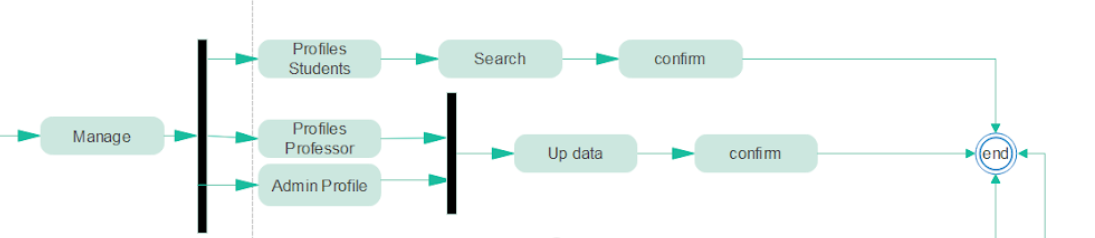 Profiles
Students
Search
confirm
Manage
Profiles
Professor
Up data
confirm
end
Admin Profile